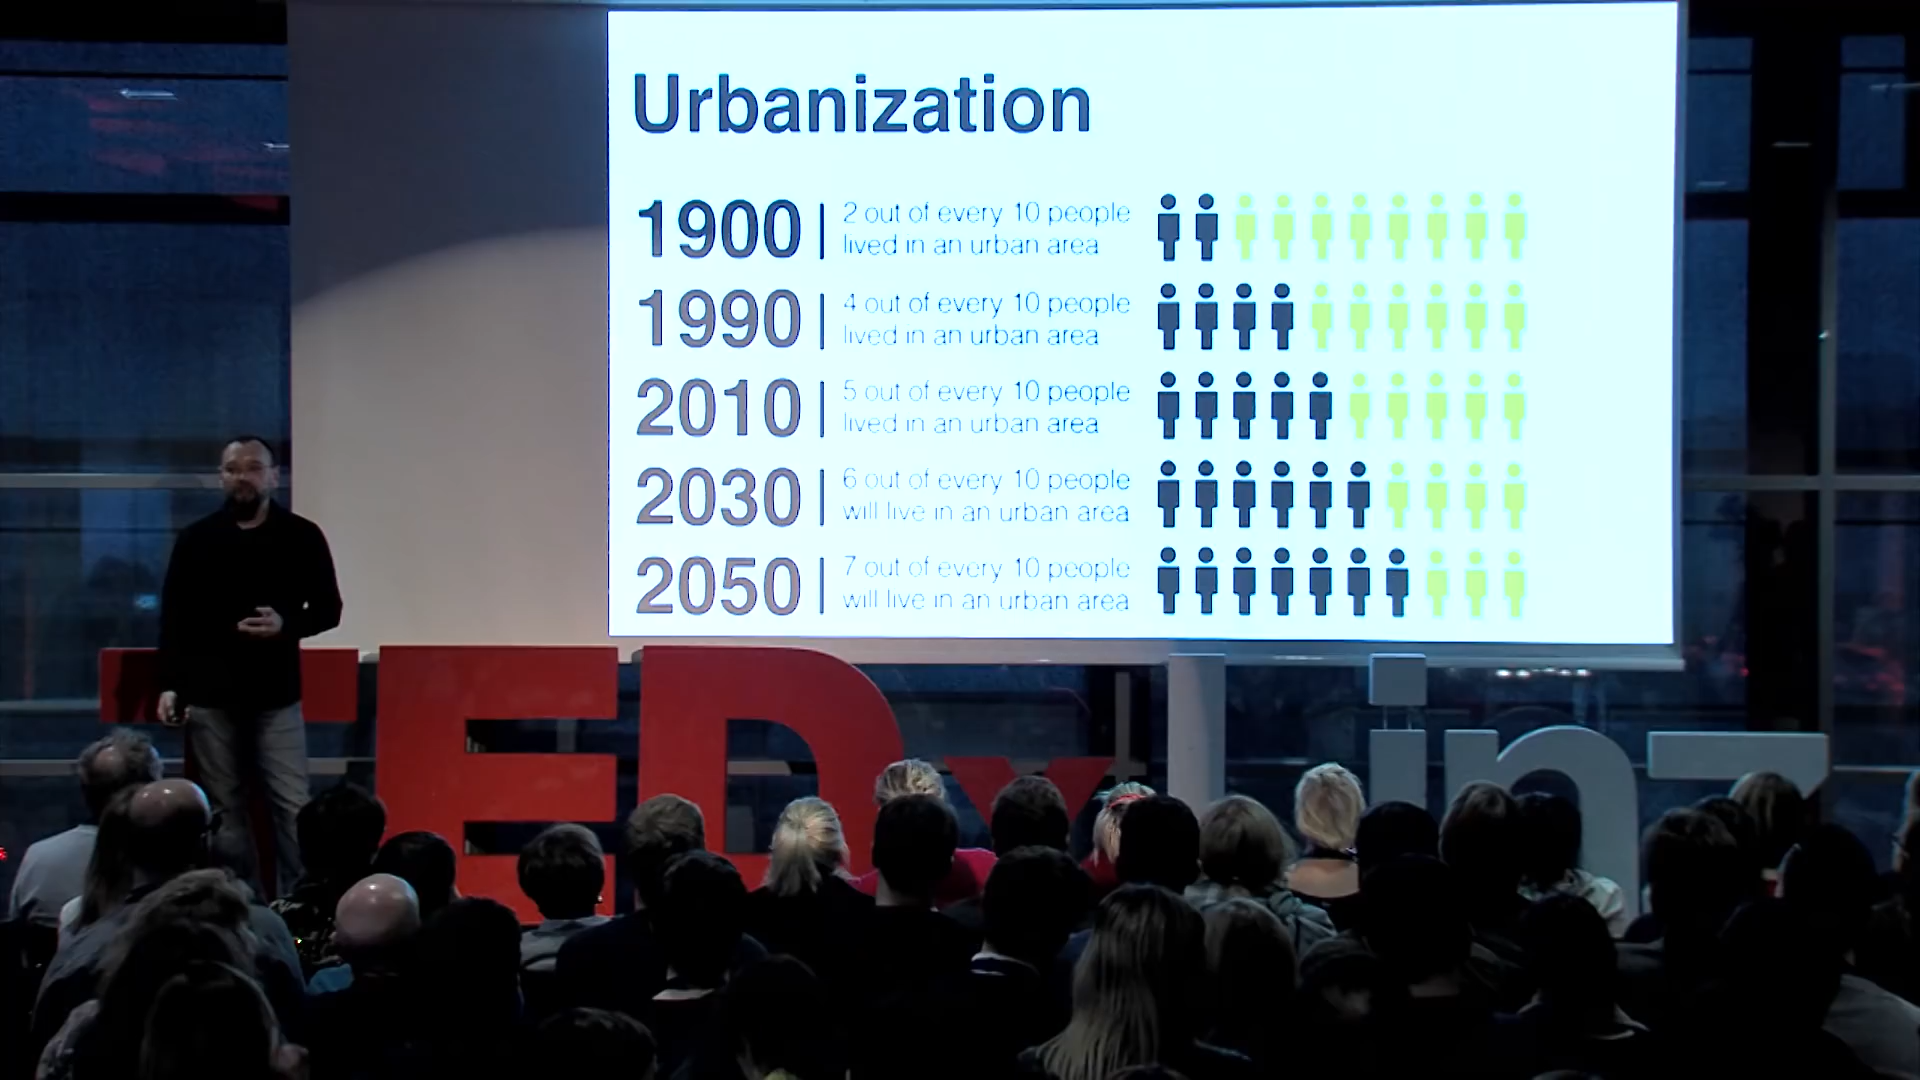 Urbanization
1900
2 out of every 10 people
lived in an urban area
1990
4 out of every 10 people
lived in an urban area
2010
5 out of every 10 people
lived in an urban area
2030
6 out of every 10 people
will live in an urban area
2050
7 out of every 10 people
will live in an urban area
TEDx Linz